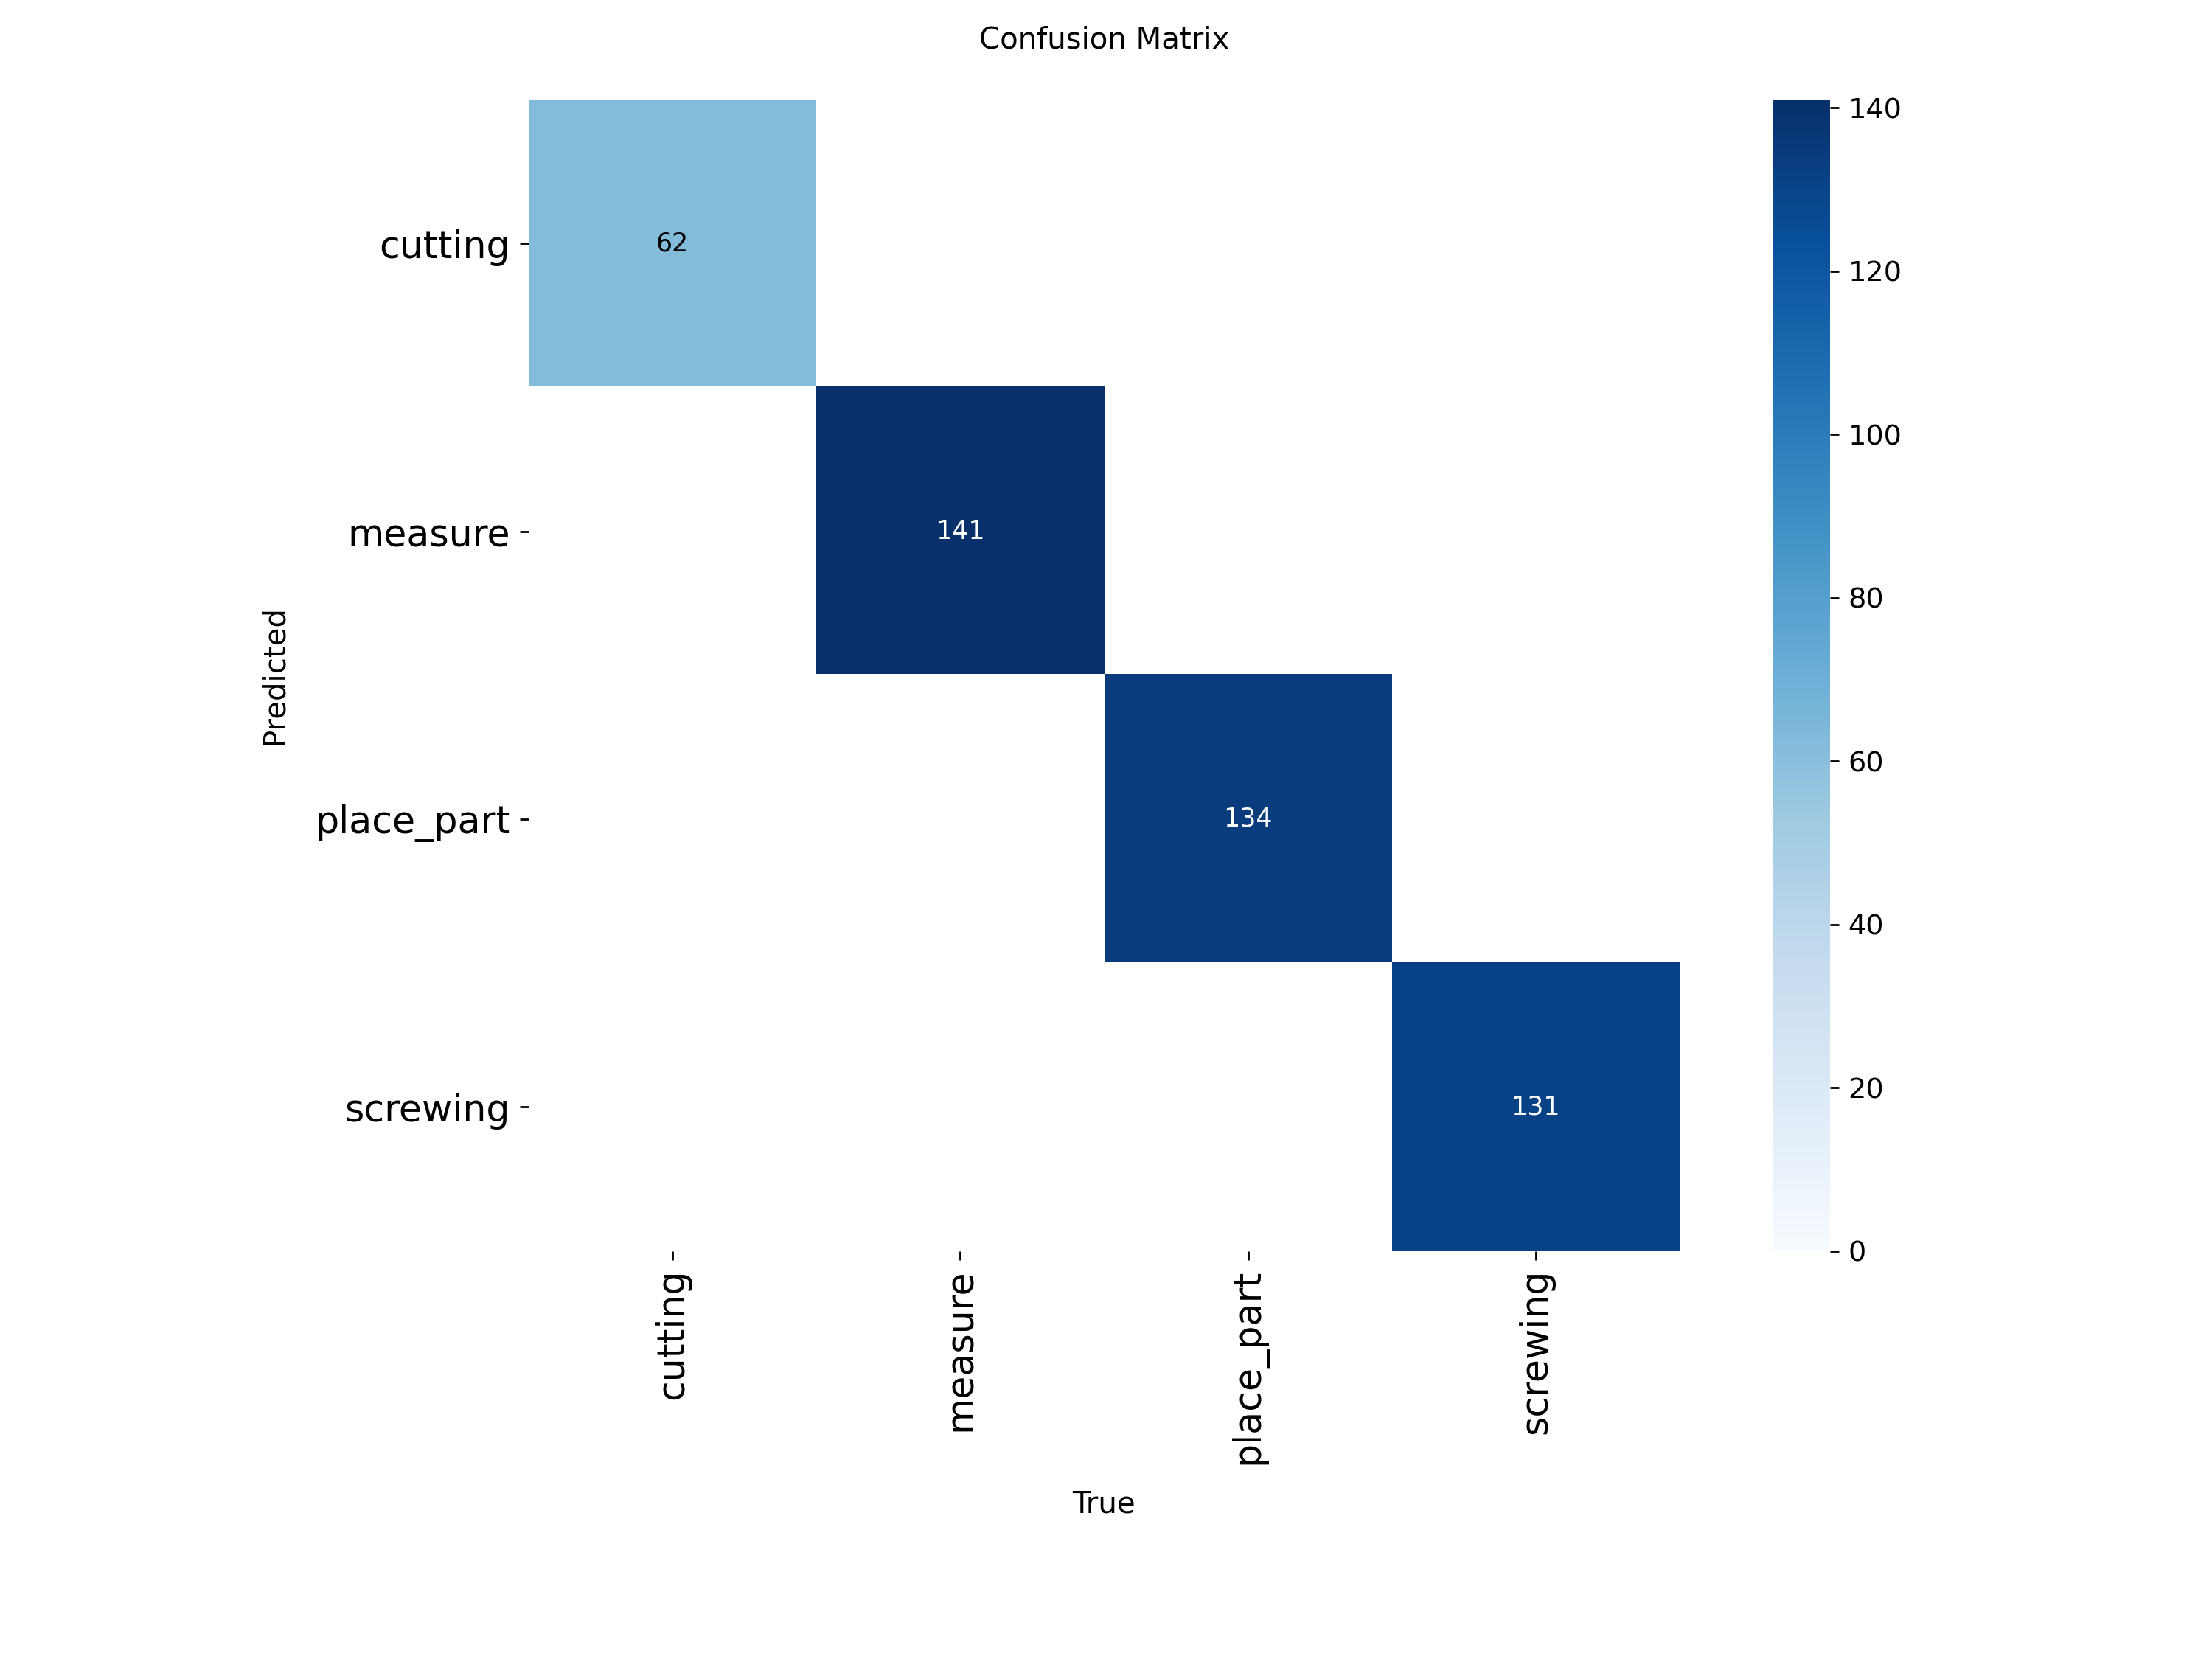 Confusion Matrix
140
120
100
80
60
40
20
0
cutting
measure
place_part
screwing
Predicted
62
141
134
131
cutting
measure
place_part
screwing
True